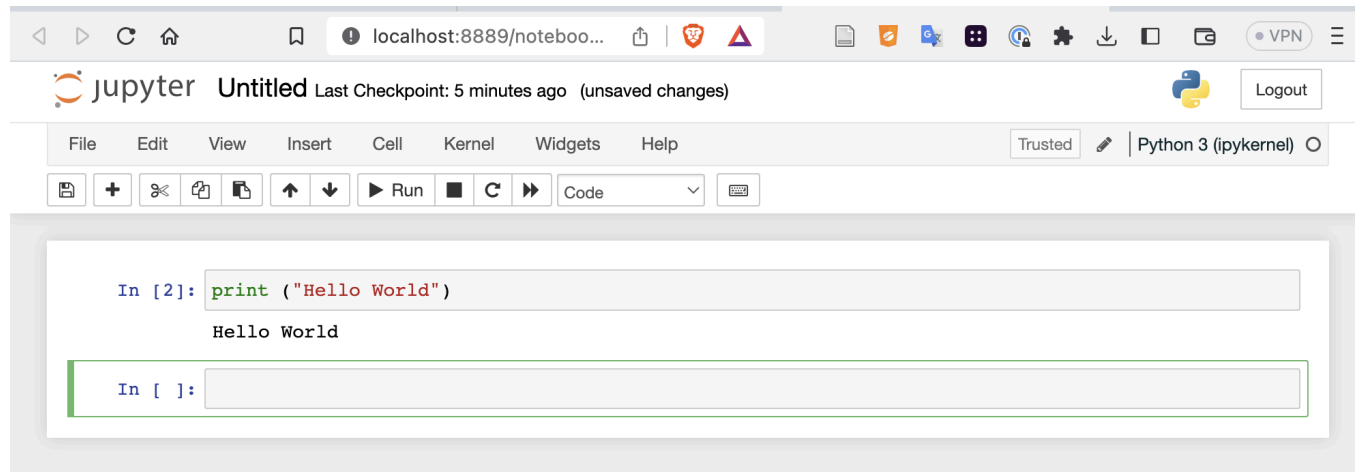 localhost:8889/noteboo...
VPN
jupyter Untitled Last Checkpoint: 5 minutes ago (unsaved changes)
Logout
File Edit View Insert Cell Kernel Widgets Help
Trusted
Python 3 (ipykernel)
Run
Code
In [2]: print ("Hello World")
Hello World
In [ ]: